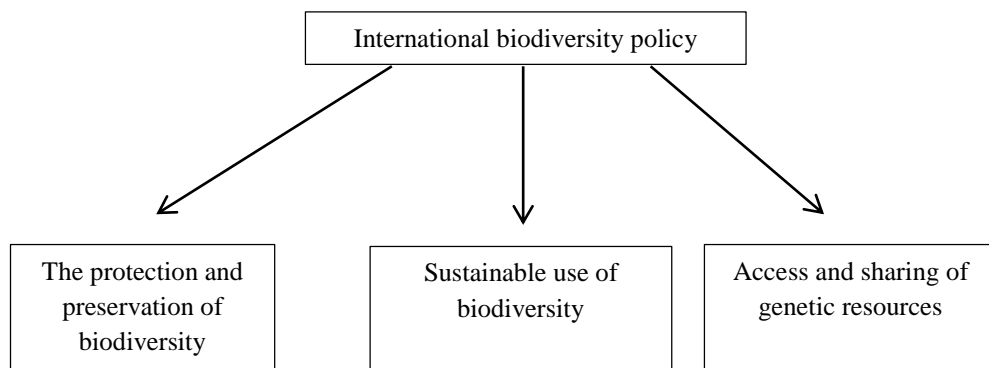 International biodiversity policy
The protection and
preservation of
biodiversity
Sustainable use of
biodiversity
Access and sharing of
genetic resources